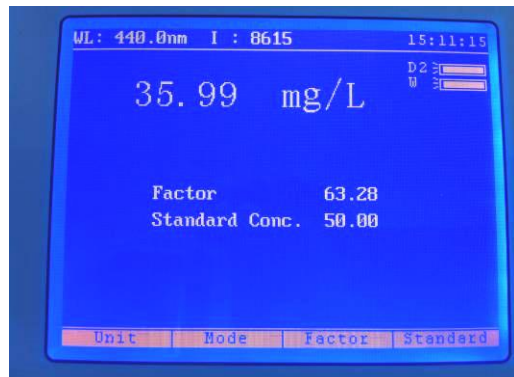 WL: 440.0nm I : 8615 15:11:15
D2
W
35.99 mg/L
Factor 63.28
Standard Conc. 50.00
Unit Mode Factor Standard